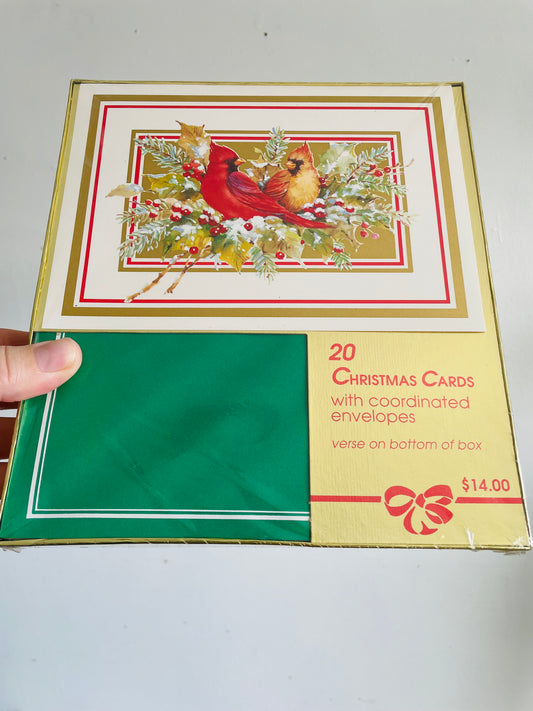 20
Christmas Cards
with coordinated
envelopes
verse on bottom of box
$14.00